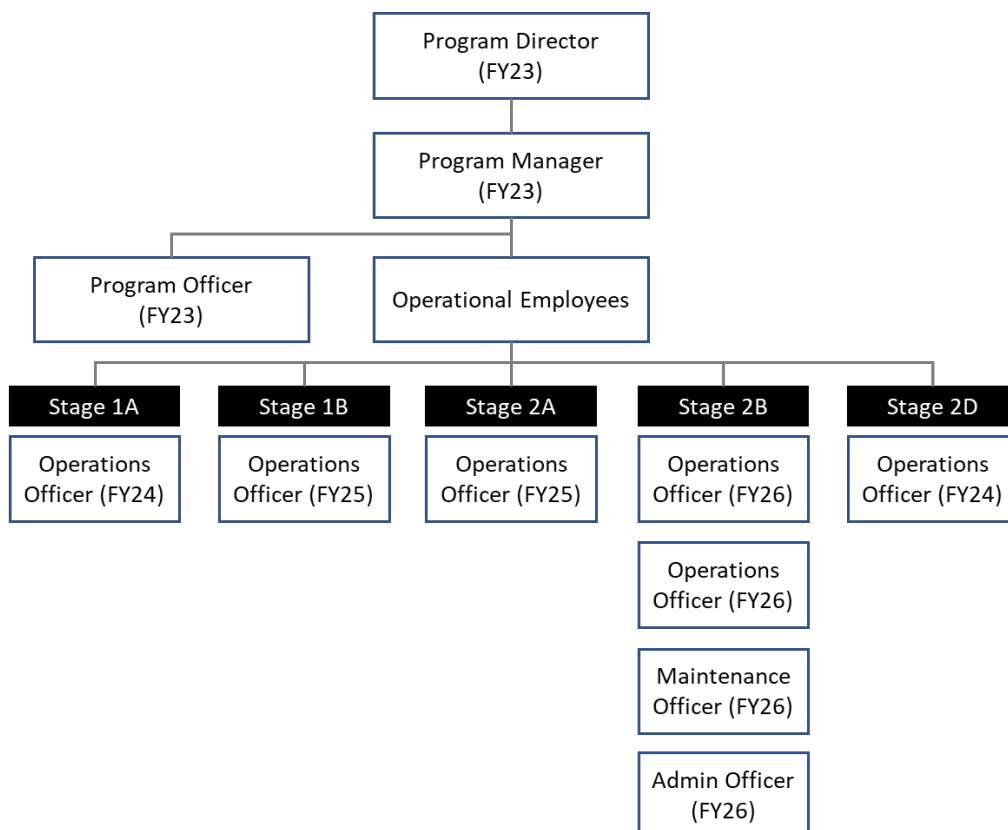 Program Director
(FY23)
Program Manager
(FY23)
Program Officer
(FY23)
Operational Employees
Stage 1A
Stage 1B
Stage 2A
Stage 2B
Stage 2D
Operations
Officer (FY24)
Operations
Officer (FY25)
Operations
Officer (FY25)
Operations
Officer (FY26)
Operations
Officer (FY24)
Operations
Officer (FY26)
Maintenance
Officer (FY26)
Admin Officer
(FY26)